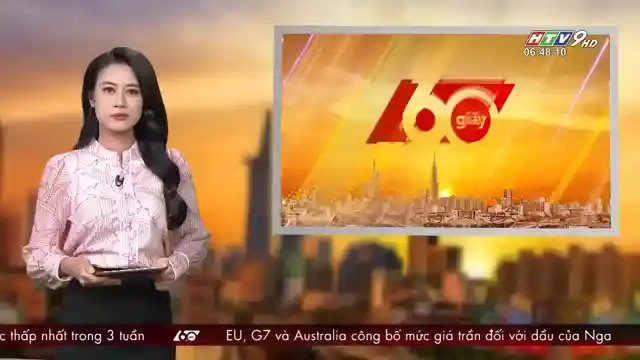 HTV9 HD
06:48:10
60 giây
c thấp nhất trong 3 tuần 60 EU, G7 và Australia công bố mức giá trần đối với dầu của Nga